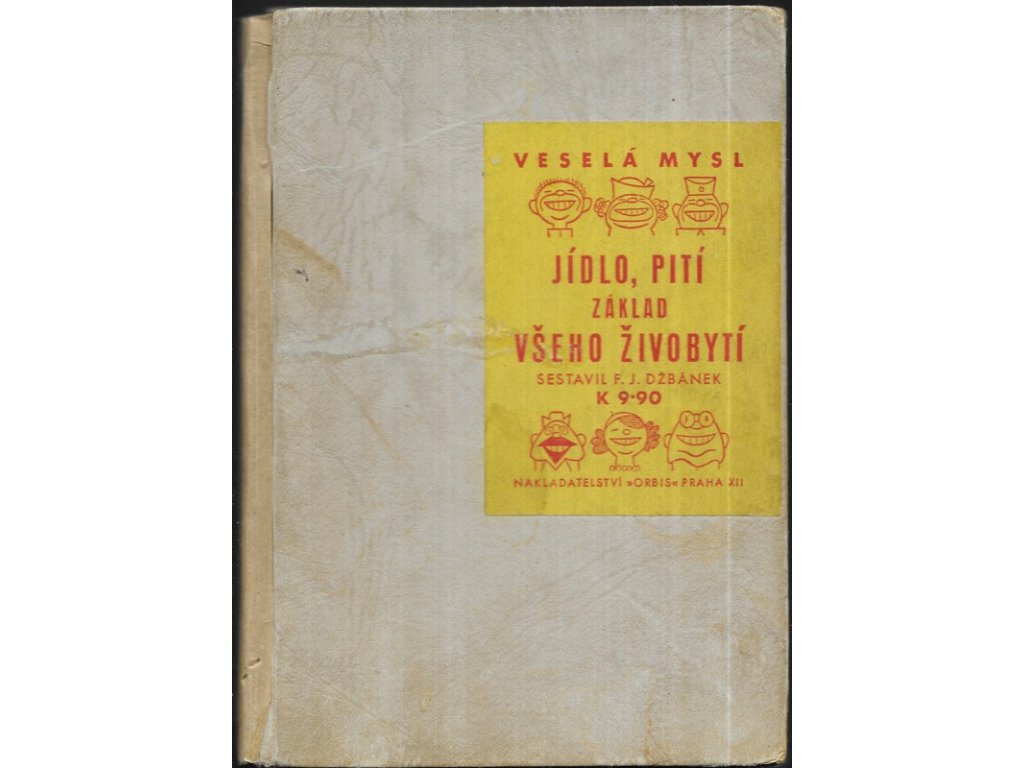 VESELÁ MYSL
JÍDLO, PITÍ
ZÁKLAD
VŠEHO ŽIVOBYTÍ
SESTAVIL F. J. DŽBÁNEK
K 9·90
NAKLADATELSTVÍ »ORBIS« PRAHA XII